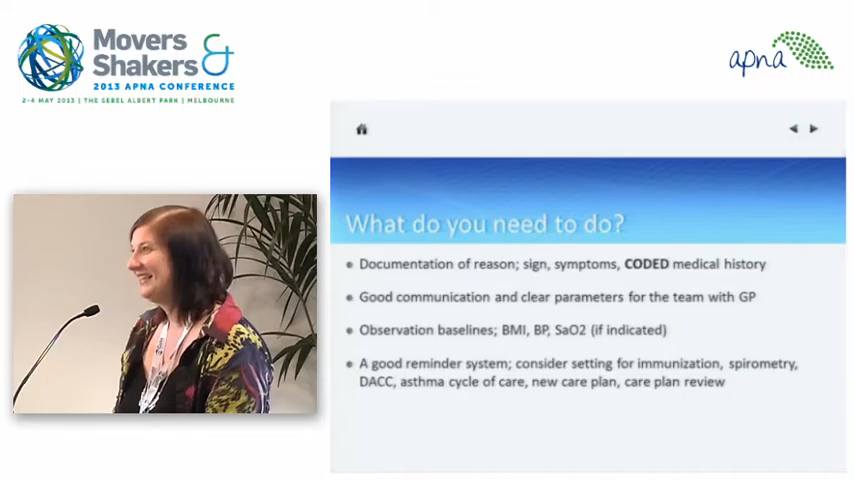 Movers
Shakers &
2013 APNA CONFERENCE
2-4 MAY 2013 | THE SEBEL ALBERT PARK | MELBOURNE
apna
What do you need to do?
• Documentation of reason; sign, symptoms, CODED medical history
• Good communication and clear parameters for the team with GP
• Observation baselines; BMI, BP, SaO2 (if indicated)
• A good reminder system; consider setting for immunization, spirometry,
DACC, asthma cycle of care, new care plan, care plan review